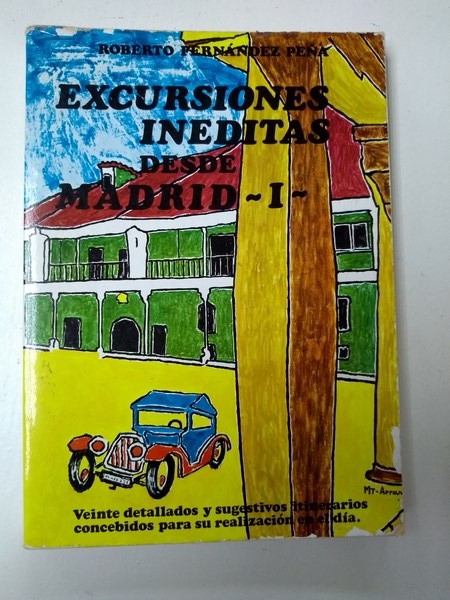 ROBERTO FERNÁNDEZ PEÑA
EXCURSIONES
INEDITAS
DESDE
MADRID ~I~
Veinte detallados y sugestivos itinerarios
concebidos para su realización en el día.